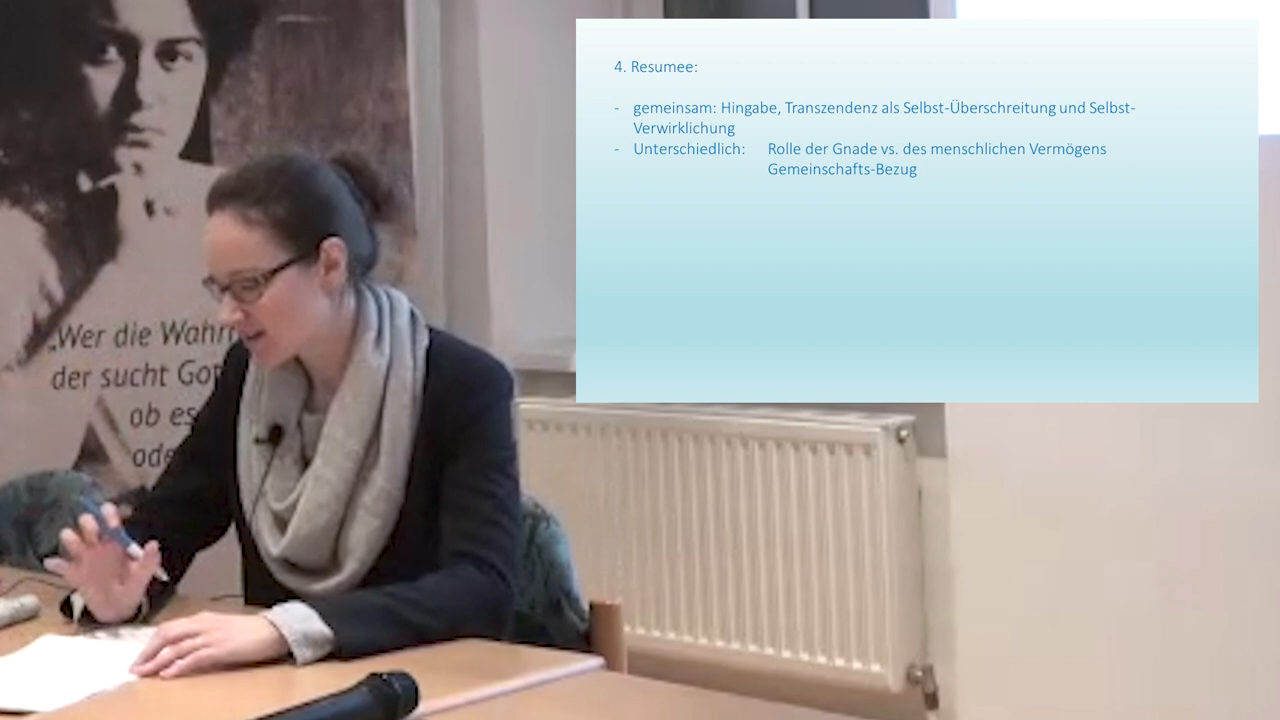 4. Resumee:
- gemeinsam: Hingabe, Transzendenz als Selbst-Überschreitung und Selbst-
Verwirklichung
- Unterschiedlich: Rolle der Gnade vs. des menschlichen Vermögens
Gemeinschafts-Bezug
„Wer die Wahr
der sucht Got
ob es
ode